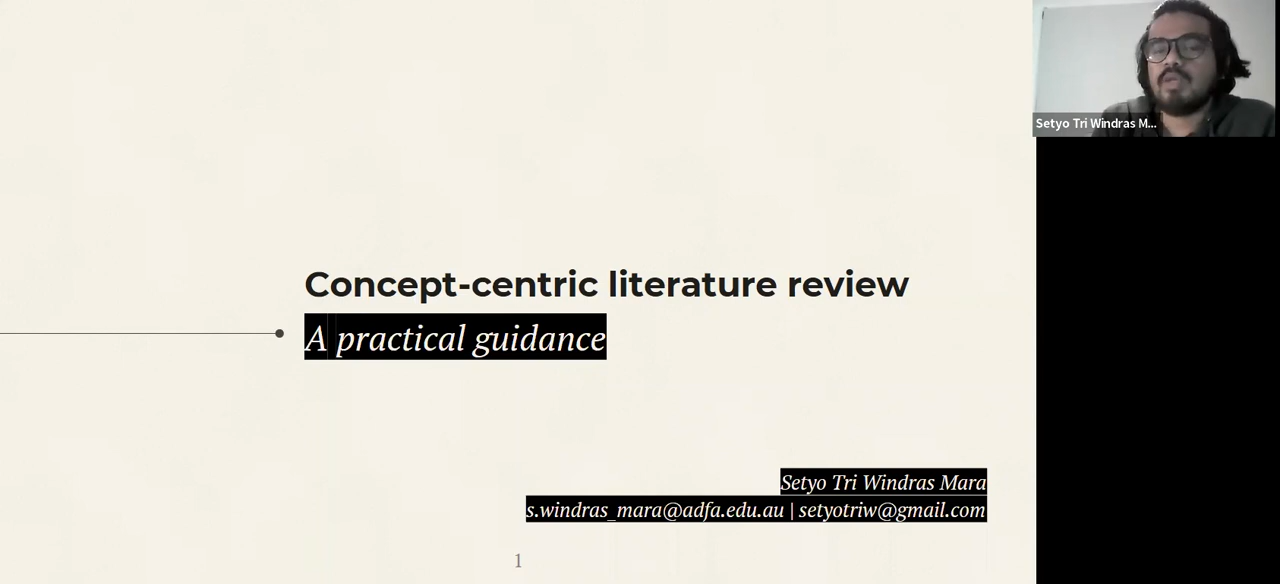 Setyo Tri Windras M...
Concept-centric literature review
A practical guidance
Setyo Tri Windras Mara
s.windras_mara@adfa.edu.au | setyotriw@gmail.com
1